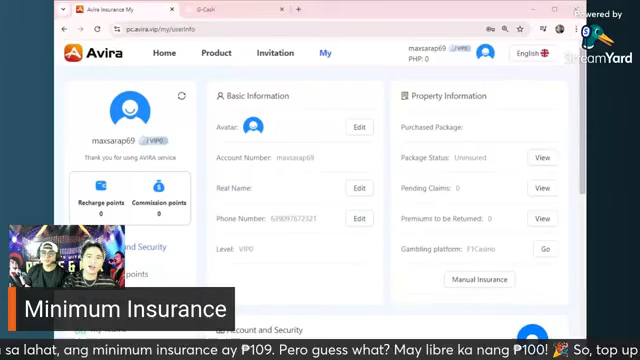 Avira Insurance My
G-Cash
Powered by
StreamYard
pc.avira.vip/my/userInfo
Avira
Home
Product
Invitation
My
maxsarap69 VIP0
PHP: 0
English
maxsarap69 VIP0
Thank you for using AVIRA service
Recharge points
0
Commission points
0
and Security
points
Basic Information
Avatar:
Edit
Account Number: maxsarap69
Real Name:
Edit
Phone Number: 639097672321
Edit
Level: VIP0
Property Information
Purchased Package:
Package Status: Uninsured
View
Pending Claims: 0
View
Premiums to be Returned: 0
View
Gambling platform: F1Casino
Go
Manual Insurance
Account and Security
Minimum Insurance
sa lahat, ang minimum insurance ay ₱109. Pero guess what? May libre ka nang ₱100! 🎉 So, top up